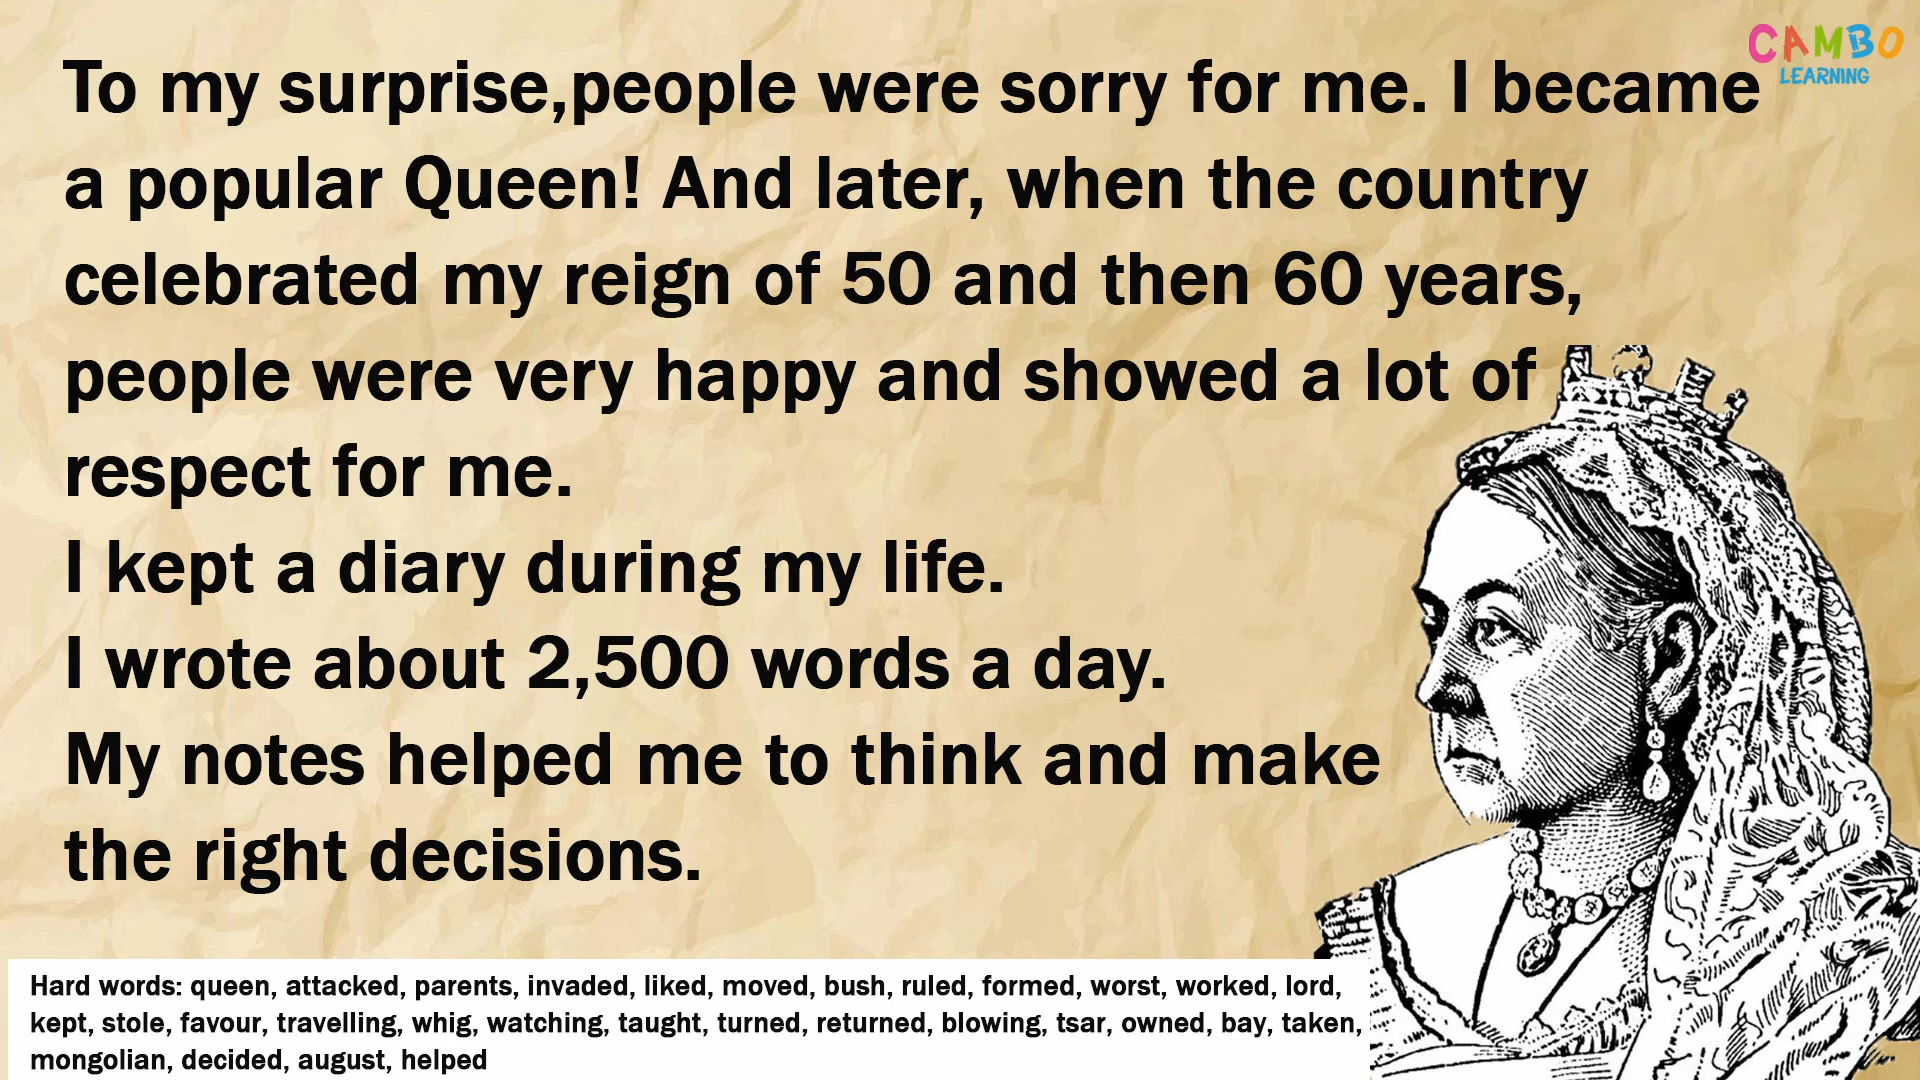 CAMBO
LEARNING
To my surprise,people were sorry for me. I became
a popular Queen! And later, when the country
celebrated my reign of 50 and then 60 years,
people were very happy and showed a lot of
respect for me.
I kept a diary during my life.
I wrote about 2,500 words a day.
My notes helped me to think and make
the right decisions.
Hard words: queen, attacked, parents, invaded, liked, moved, bush, ruled, formed, worst, worked, lord,
kept, stole, favour, travelling, whig, watching, taught, turned, returned, blowing, tsar, owned, bay, taken,
mongolian, decided, august, helped